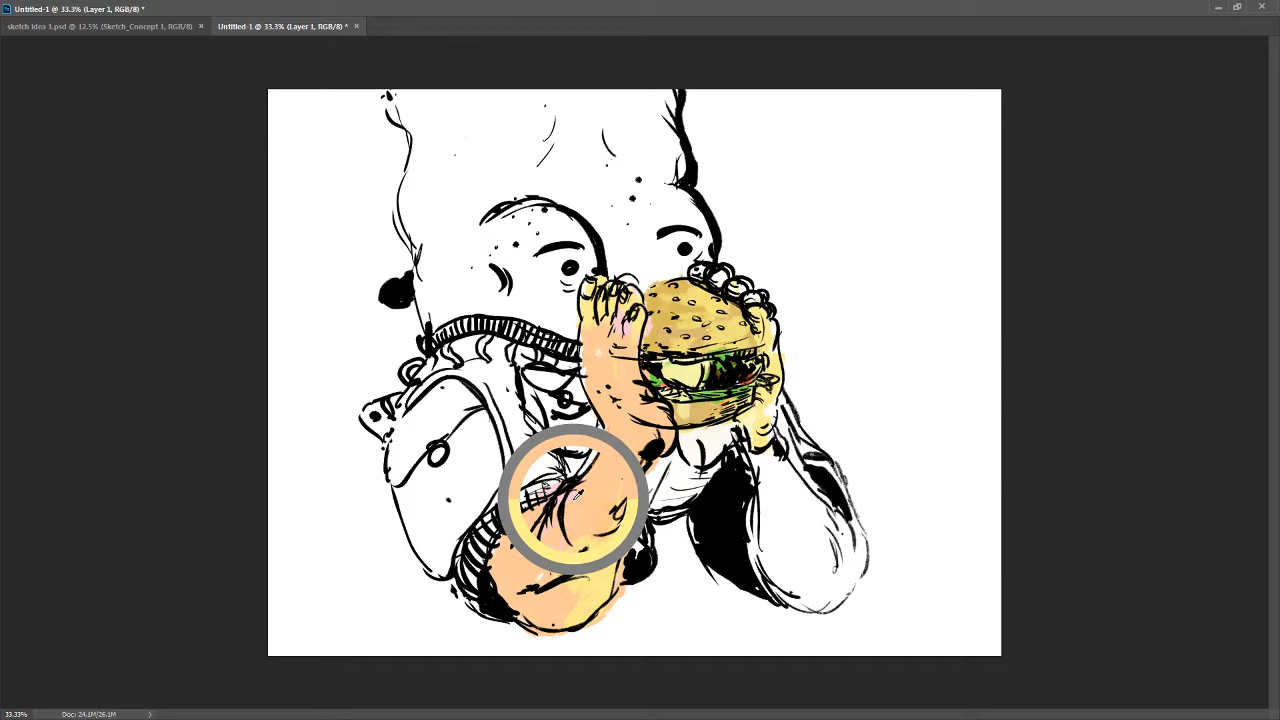 Untitled-1 @ 33.3% (Layer 1, RGB/8) *
sketch idea 1.psd @ 12.5% (Sketch_Concept 1, RGB/8) ×
Untitled-1 @ 33.3% (Layer 1, RGB/8) * ×
33.33%
Doc: 24.1M/26.1M